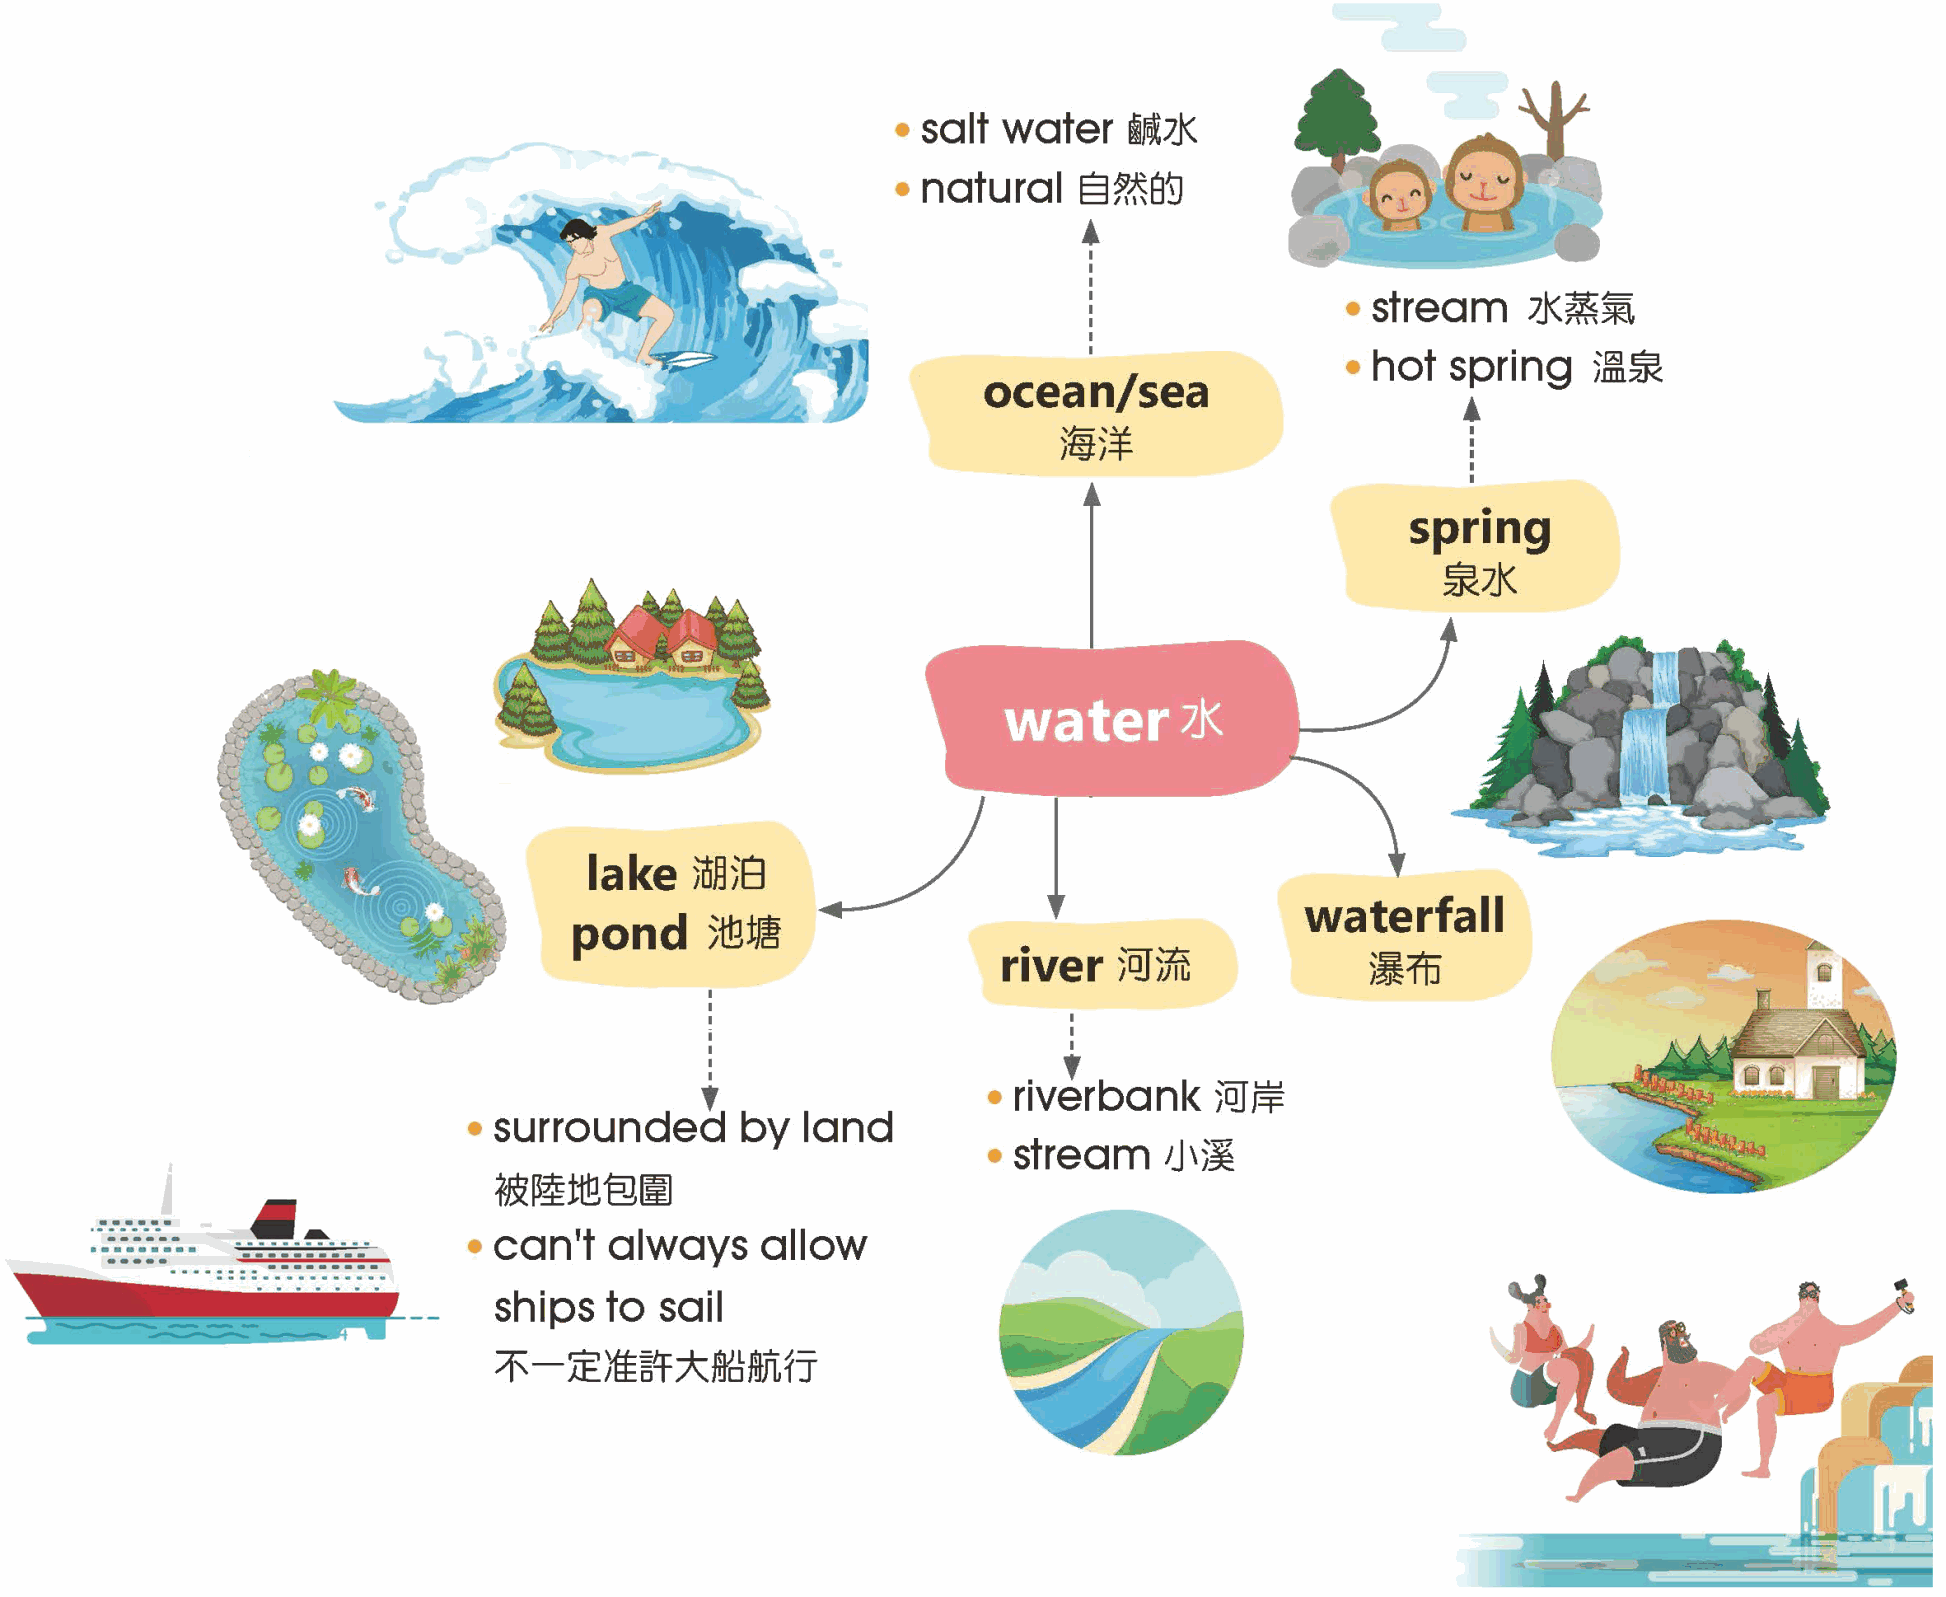 • salt water 鹹水
• natural 自然的
ocean/sea
海洋
• stream 水蒸氣
• hot spring 溫泉
spring
泉水
water 水
lake 湖泊
pond 池塘
• surrounded by land
被陸地包圍
• can't always allow
ships to sail
不一定准許大船航行
river 河流
• riverbank 河岸
• stream 小溪
waterfall
瀑布